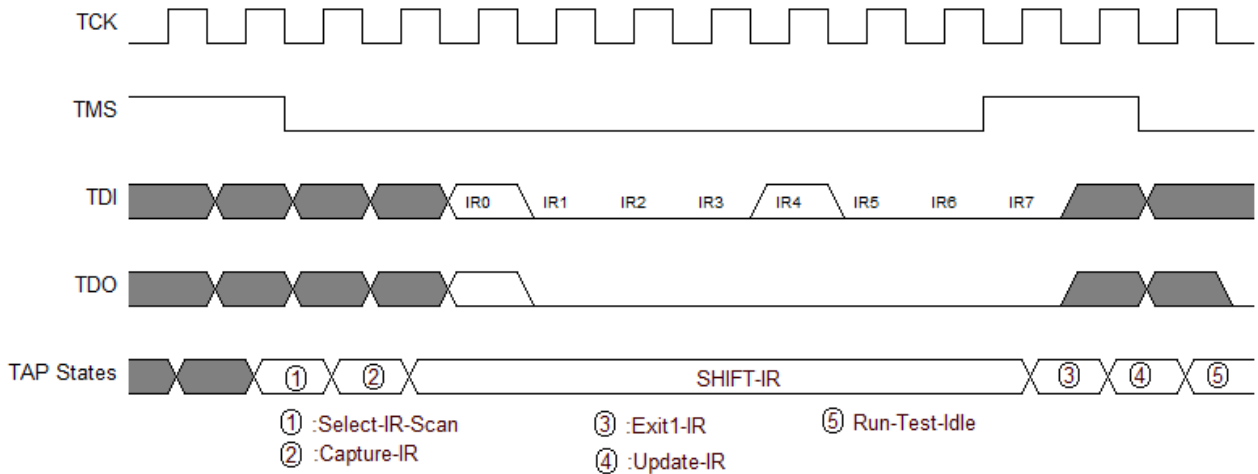 TCK
TMS
TDI IR0 IR1 IR2 IR3 IR4 IR5 IR6 IR7
TDO
TAP States 1 2 SHIFT-IR 3 4 5
1 :Select-IR-Scan 3 :Exit1-IR 5 Run-Test-Idle
2 :Capture-IR 4 :Update-IR